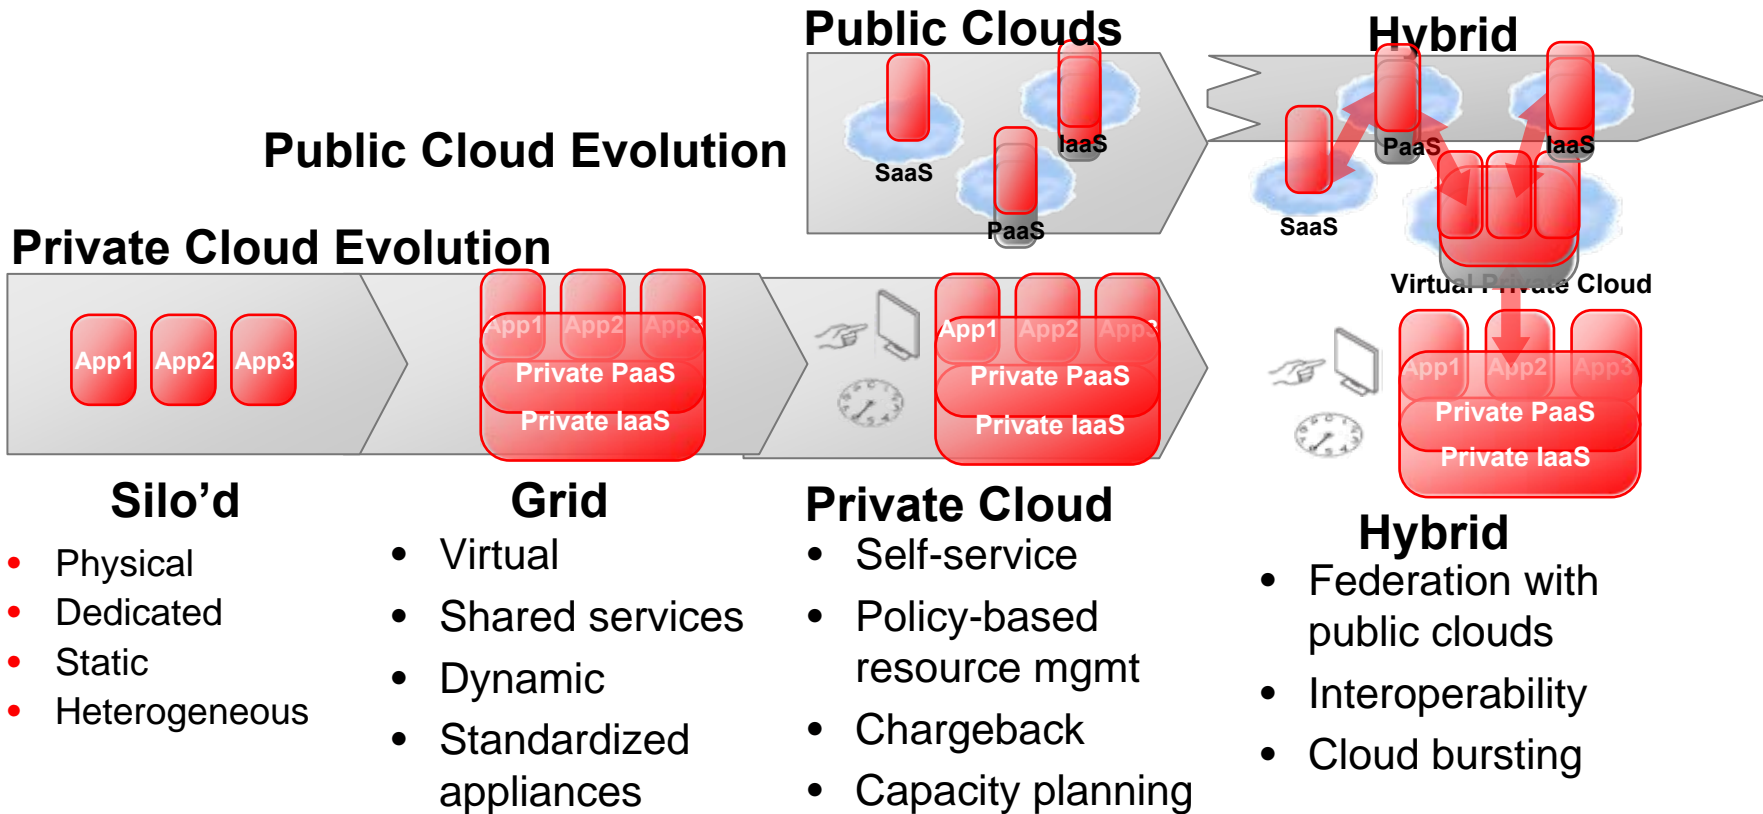 Public Clouds
Hybrid
Public Cloud Evolution
SaaS
IaaS
PaaS
SaaS
PaaS
IaaS
Virtual Private Cloud
Private Cloud Evolution
App1 App2 App3
App1 App2 App3
Private PaaS
Private IaaS
App1 App2 App3
Private PaaS
Private IaaS
App1 App2 App3
Private PaaS
Private IaaS
Silo’d
• Physical
• Dedicated
• Static
• Heterogeneous
Grid
• Virtual
• Shared services
• Dynamic
• Standardized
appliances
Private Cloud
• Self-service
• Policy-based
resource mgmt
• Chargeback
• Capacity planning
Hybrid
• Federation with
public clouds
• Interoperability
• Cloud bursting